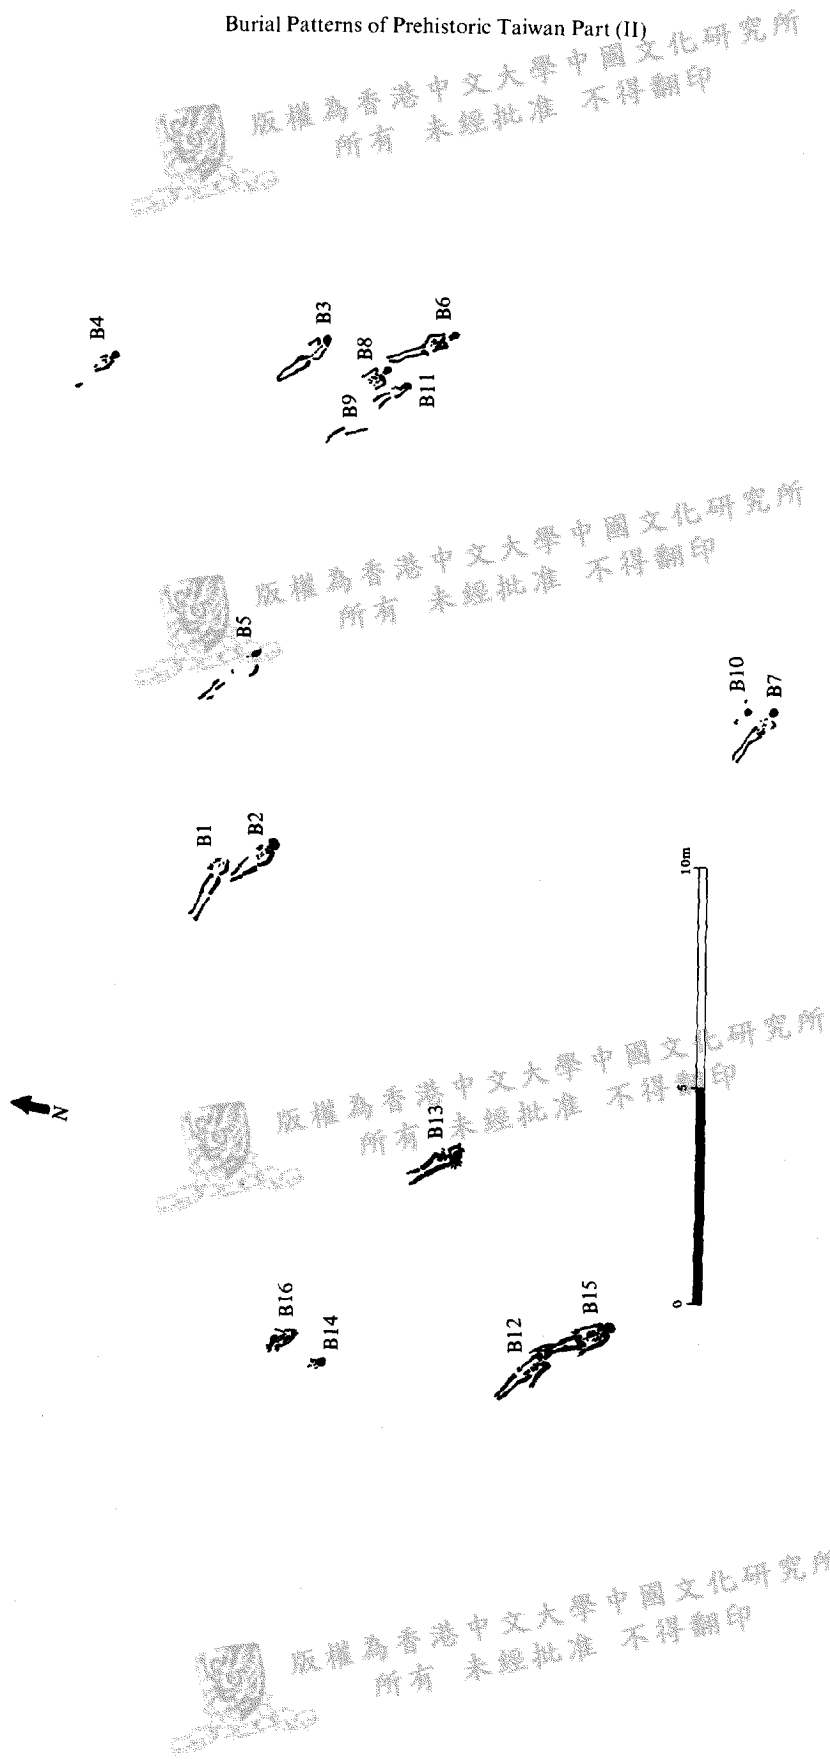 Burial Patterns of Prehistoric Taiwan Part (II)
版權為香港中文大學中國文化研究所
所有 未經批准 不得翻印
B4
B3
B6
B8
B11
B9
版權為香港中文大學中國文化研究所
所有 未經批准 不得翻印
B5
B10
B7
B1
B2
10m
N
5
版權為香港中文大學中國文化研究所
所有 未經批准 不得翻印
B13
B16
B14
B12
B15
0
版權為香港中文大學中國文化研究所
所有 未經批准 不得翻印